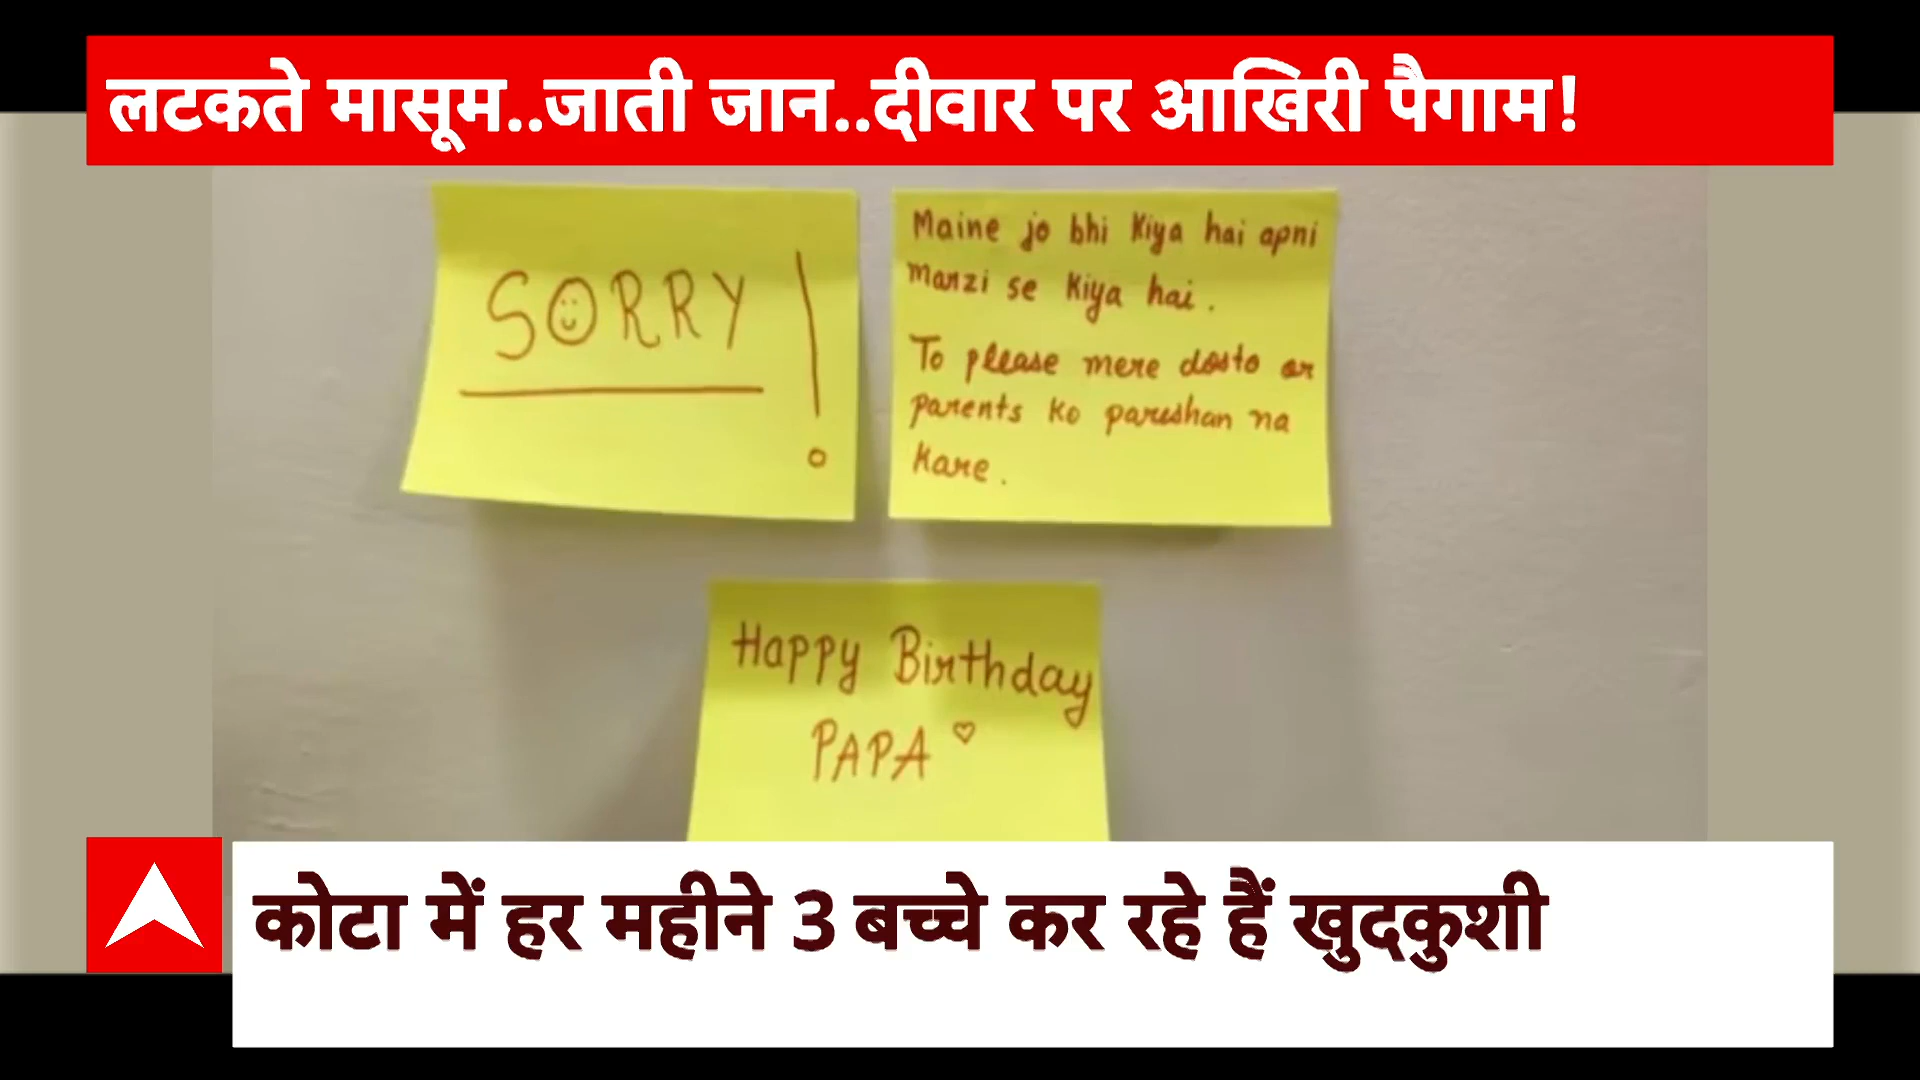 लटकते मासूम..जाती जान..दीवार पर आखिरी पैगाम!
SORRY !
Maine jo bhi kiya hai apni
marzi se kiya hai.
To please mere dosto or
parents ko pareshan na
kare.
Happy Birthday
PAPA ♡
कोटा में हर महीने 3 बच्चे कर रहे हैं खुदकुशी